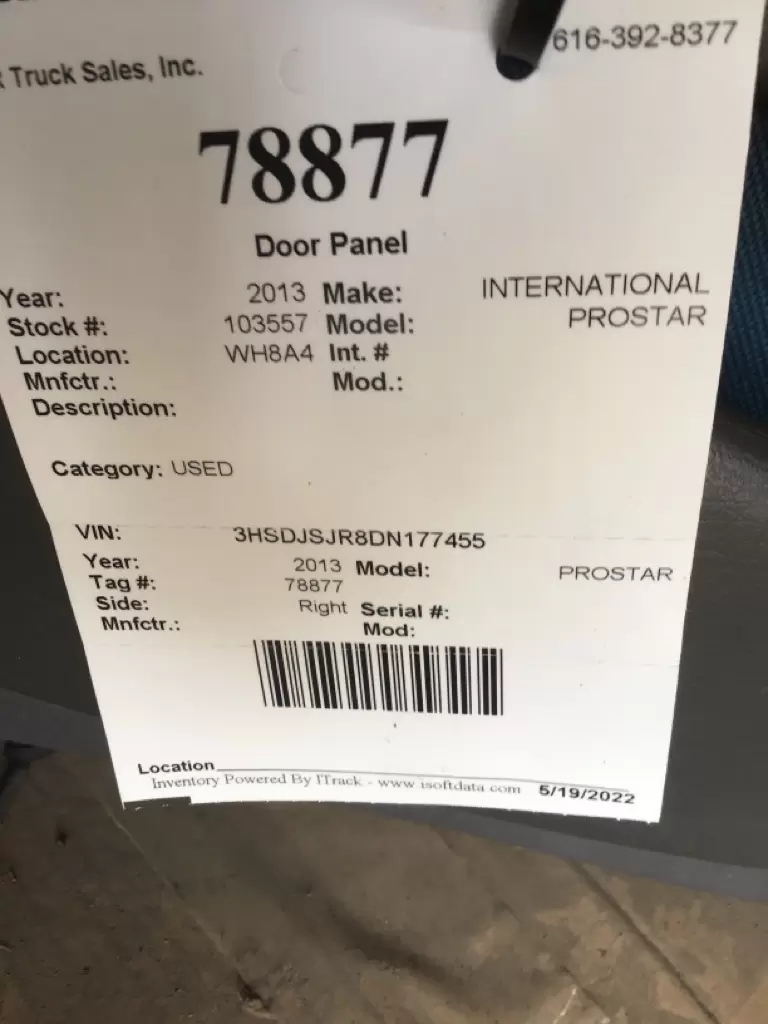 616-392-8377
Truck Sales, Inc.
78877
Door Panel
Year: 2013 Make: INTERNATIONAL
Stock #: 103557 Model: PROSTAR
Location: WH8A4 Int. #
Mnfctr.: Mod.:
Description:
Category: USED
VIN: 3HSDJSJR8DN177455
Year: 2013 Model: PROSTAR
Tag #: 78877
Side: Right Serial #:
Mnfctr.: Mod:
Location
Inventory Powered By ITrack - www.isoftdata.com 5/19/2022